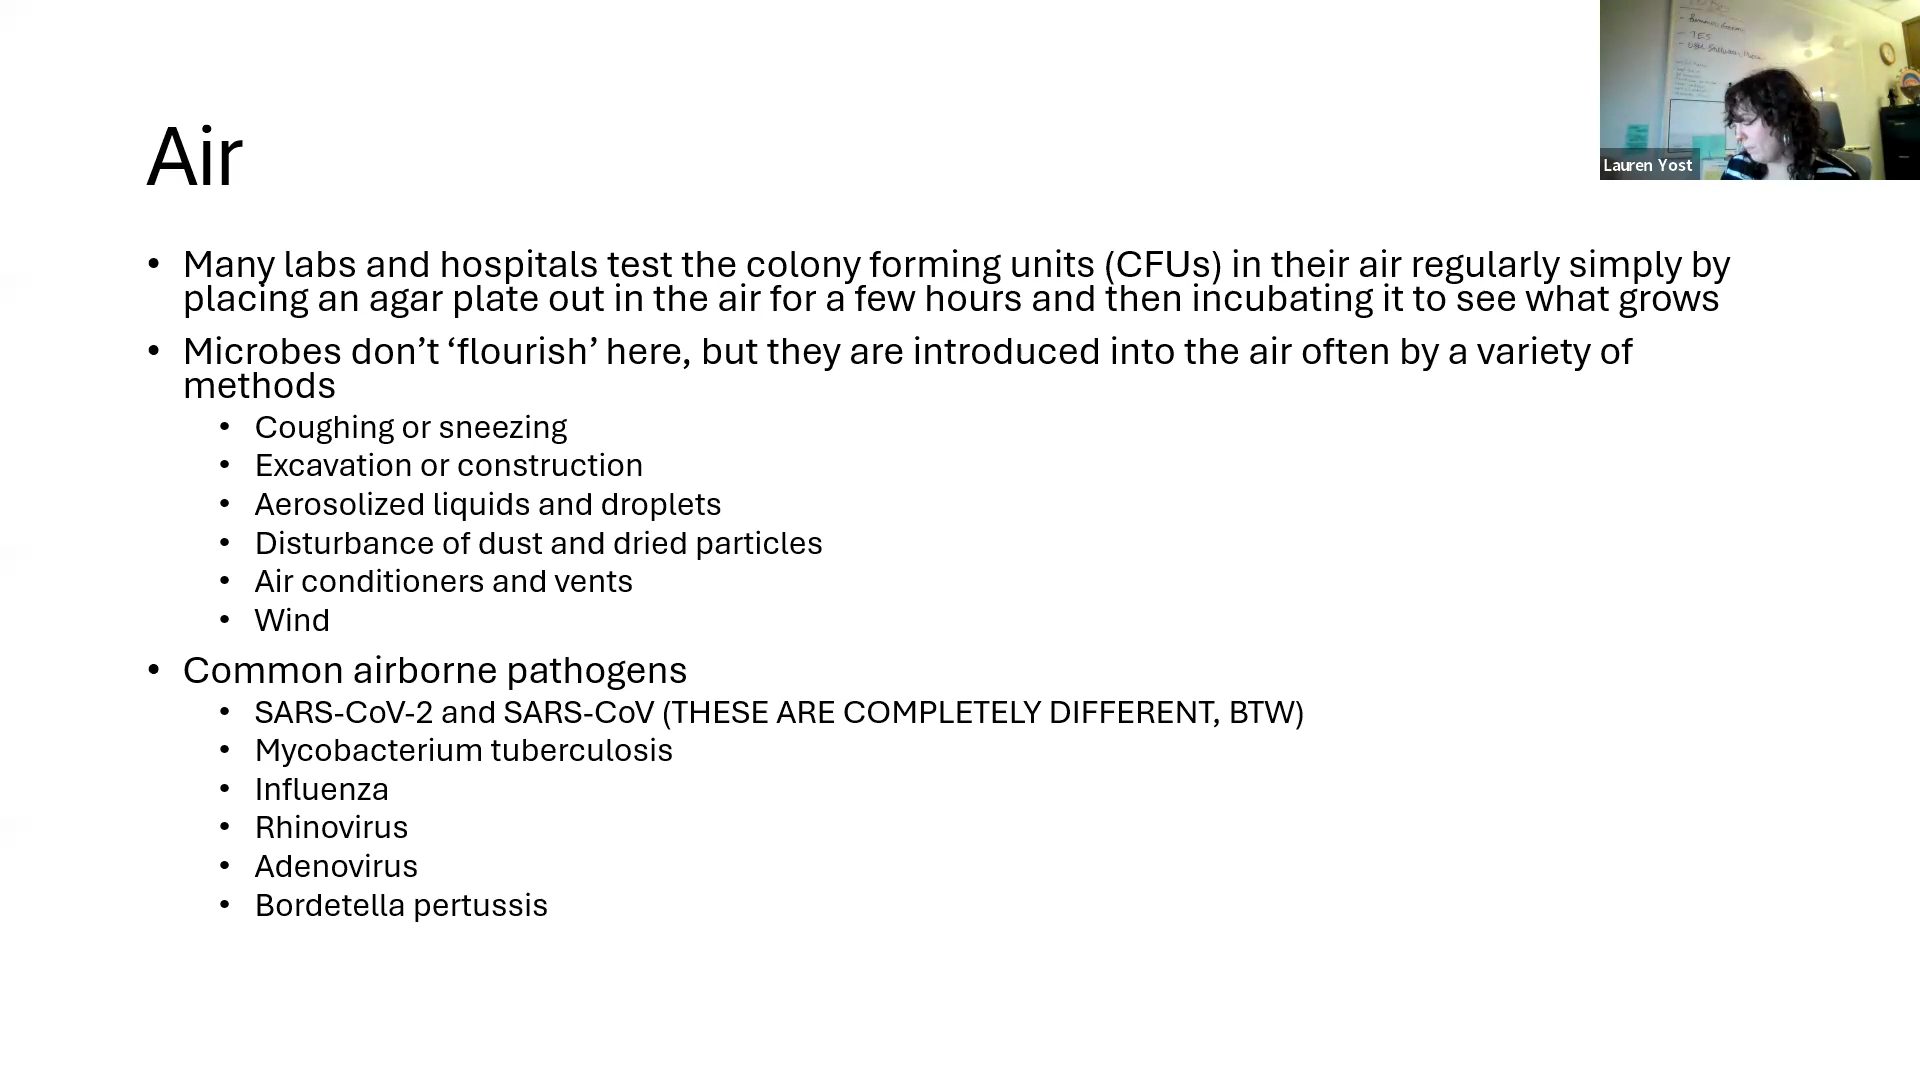 Air
• Many labs and hospitals test the colony forming units (CFUs) in their air regularly simply by
placing an agar plate out in the air for a few hours and then incubating it to see what grows
• Microbes don’t ‘flourish’ here, but they are introduced into the air often by a variety of
methods
• Coughing or sneezing
• Excavation or construction
• Aerosolized liquids and droplets
• Disturbance of dust and dried particles
• Air conditioners and vents
• Wind
• Common airborne pathogens
• SARS-CoV-2 and SARS-CoV (THESE ARE COMPLETELY DIFFERENT, BTW)
• Mycobacterium tuberculosis
• Influenza
• Rhinovirus
• Adenovirus
• Bordetella pertussis
- TES
Lauren Yost